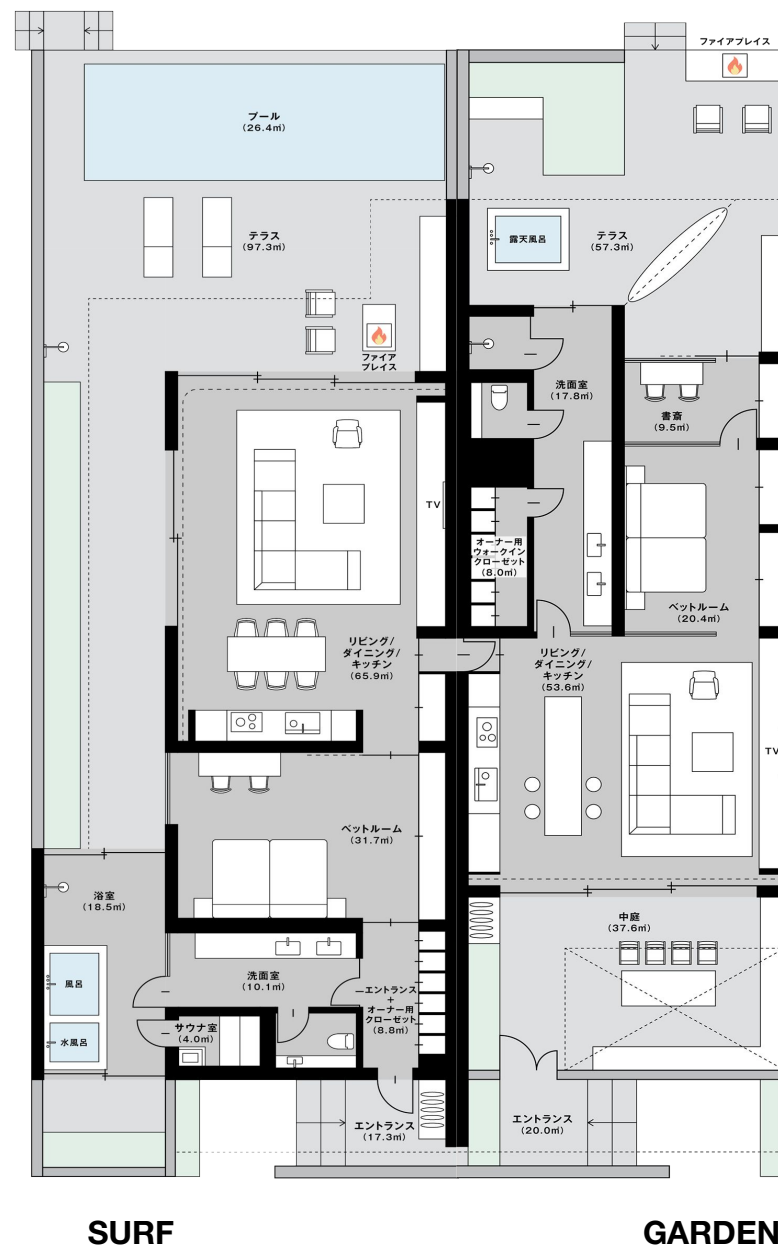 プール
(26.4㎡)
テラス
(97.3㎡)
ファイア
プレイス
TV
リビング/
ダイニング/
キッチン
(65.9㎡)
ベットルーム
(31.7㎡)
浴室
(18.5㎡)
風呂
水風呂
洗面室
(10.1㎡)
サウナ室
(4.0㎡)
エントランス
+
オーナー用
クローゼット
(8.8㎡)
エントランス
(17.3㎡)
SURF
ファイアプレイス
露天風呂
テラス
(57.3㎡)
洗面室
(17.8㎡)
書斎
(9.5㎡)
オーナー用
ウォークイン
クローゼット
(8.0㎡)
ベットルーム
(20.4㎡)
リビング/
ダイニング/
キッチン
(53.6㎡)
TV
中庭
(37.6㎡)
エントランス
(20.0㎡)
GARDEN